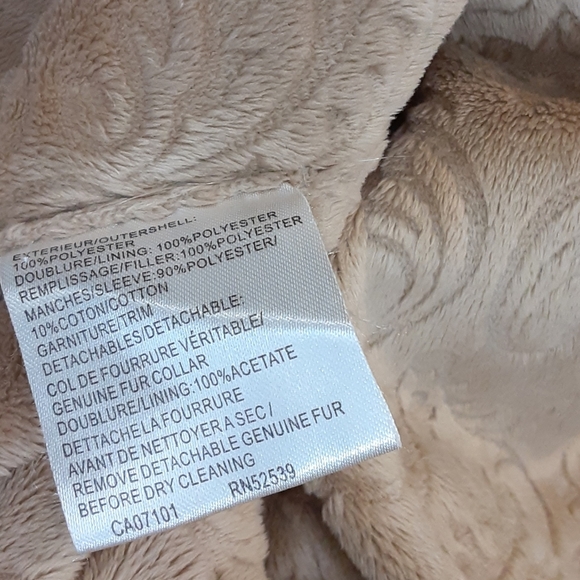 EXTERIEUR/OUTERSHELL:
100%POLYESTER
DOUBLURE/LINING: 100%POLYESTER
REMPLISSAGE/FILLER:100%POLYESTER
MANCHES/SLEEVE:90%POLYESTER/
10%COTON/COTTON
GARNITURE/TRIM
DETACHABLES/DETACHABLE:
COL DE FOURRURE VÉRITABLE/
GENUINE FUR COLLAR
DOUBLURE/LINING:100%ACETATE
DETTACHELA FOURRURE
AVANT DE NETTOYER A SEC /
REMOVE DETACHABLE GENUINE FUR
BEFORE DRY CLEANING
CA07101 RN52539